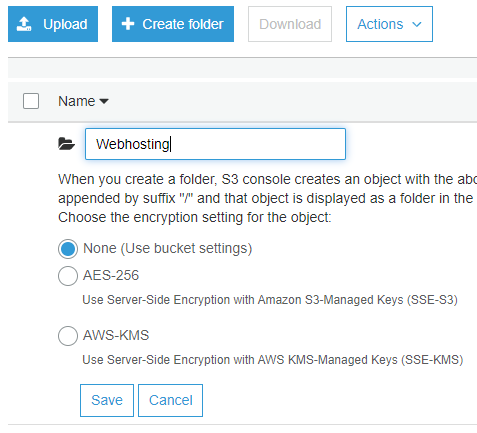 Upload Create folder Download Actions
Name
Webhosting
When you create a folder, S3 console creates an object with the abo
appended by suffix "/" and that object is displayed as a folder in the
Choose the encryption setting for the object:
None (Use bucket settings)
AES-256
Use Server-Side Encryption with Amazon S3-Managed Keys (SSE-S3)
AWS-KMS
Use Server-Side Encryption with AWS KMS-Managed Keys (SSE-KMS)
Save Cancel